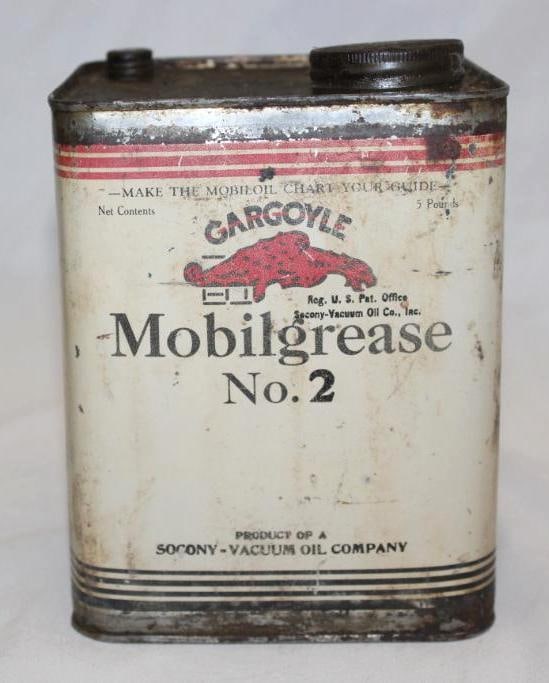 —MAKE THE MOBILOIL CHART YOUR GUIDE—
Net Contents 5 Pounds
GARGOYLE
Reg. U. S. Pat. Office
Socony-Vacuum Oil Co., Inc.
Mobilgrease
No. 2
PRODUCT OF A
SOCONY-VACUUM OIL COMPANY